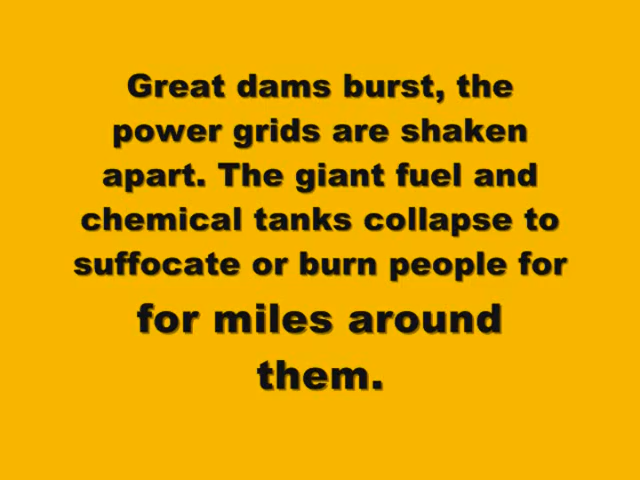 Great dams burst, the
power grids are shaken
apart. The giant fuel and
chemical tanks collapse to
suffocate or burn people for
for miles around
them.